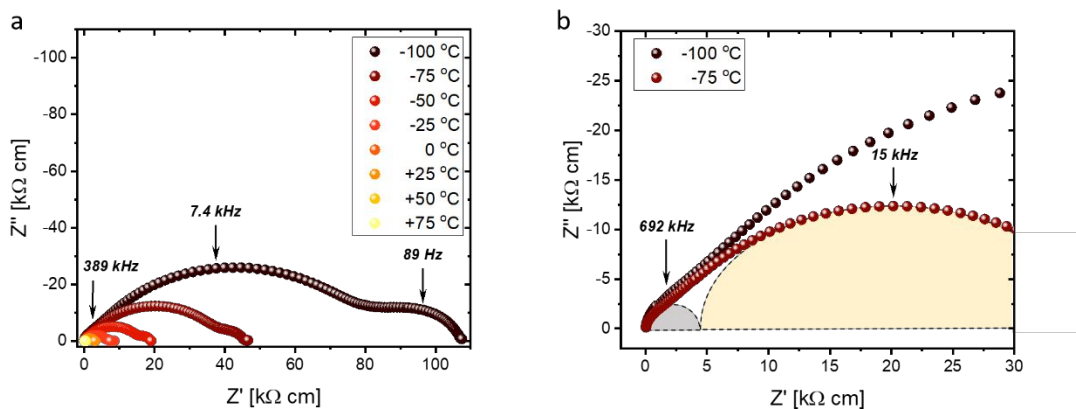 a
-110
-100
-80
-60
-40
-20
0
Z" [kΩ cm]
0
20
40
60
80
100
Z' [kΩ cm]
389 kHz
7.4 kHz
89 Hz
-100 °C
-75 °C
-50 °C
-25 °C
0 °C
+25 °C
+50 °C
+75 °C
b
-30
-25
-20
-15
-10
-5
0
Z" [kΩ cm]
0
5
10
15
20
25
30
Z' [kΩ cm]
-100 °C
-75 °C
692 kHz
15 kHz